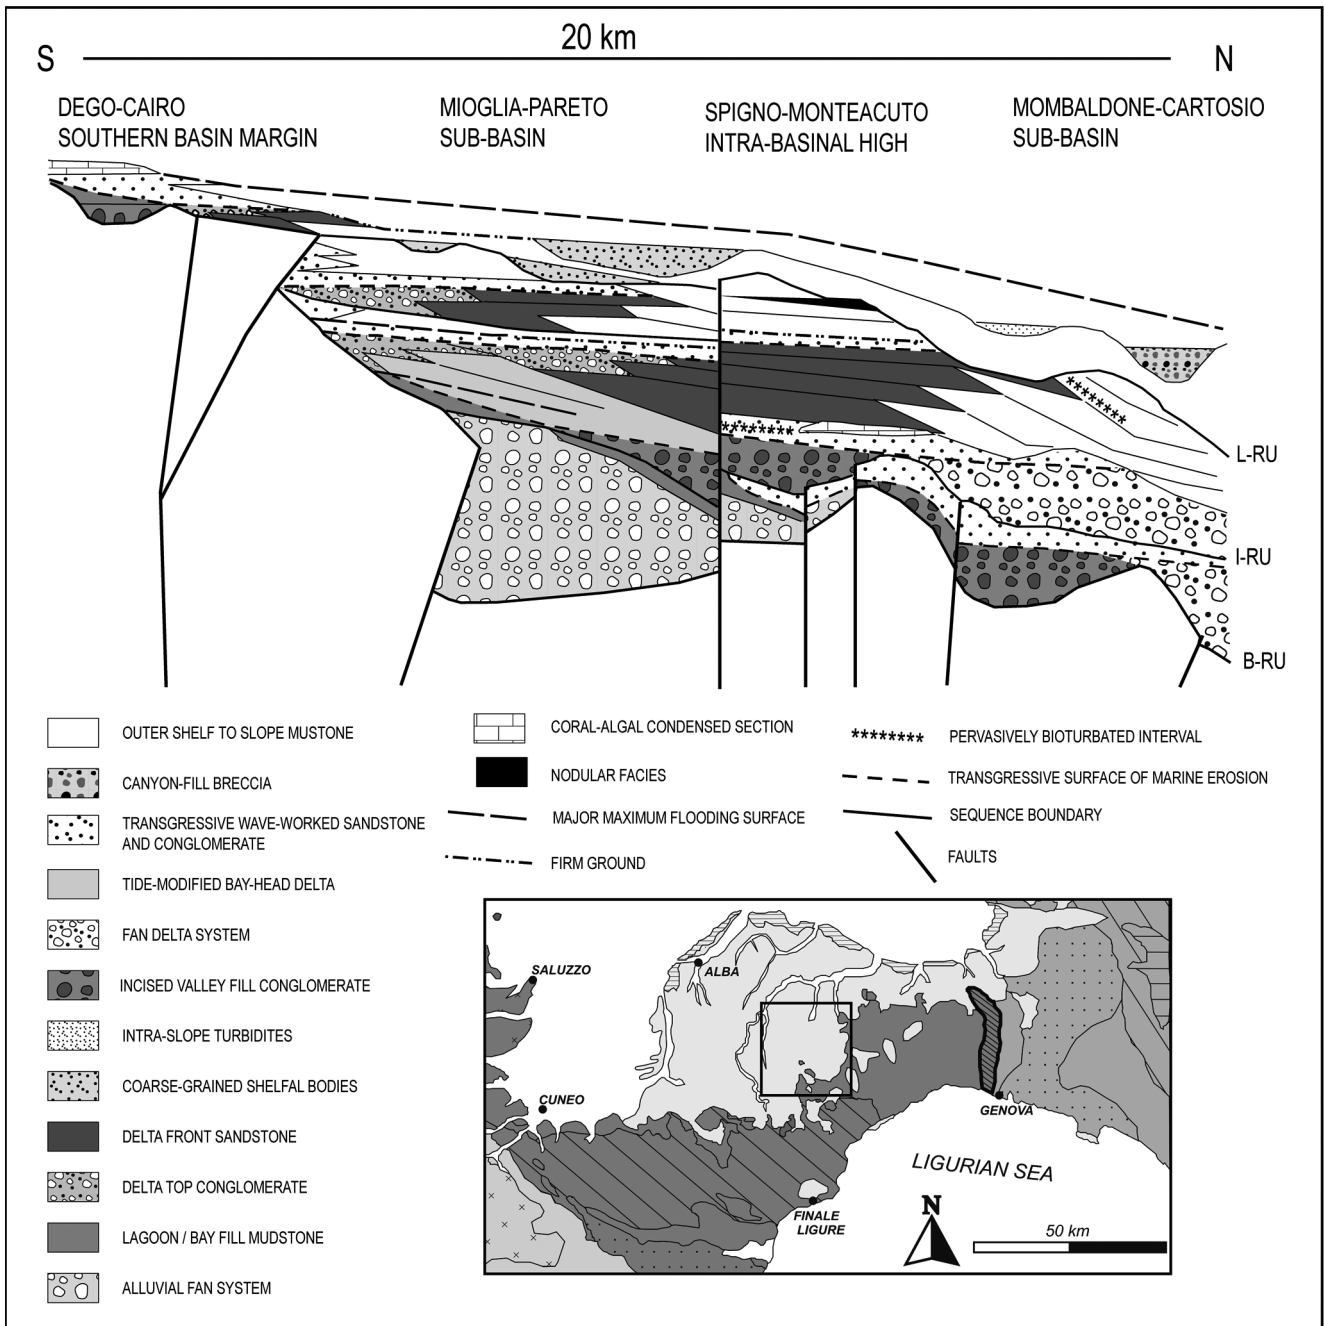 20 km
S
N
DEGO-CAIRO
SOUTHERN BASIN MARGIN
MIOGLIA-PARETO
SUB-BASIN
SPIGNO-MONTEACUTO
INTRA-BASINAL HIGH
MOMBALDONE-CARTOSIO
SUB-BASIN
L-RU
I-RU
B-RU
OUTER SHELF TO SLOPE MUSTONE
CANYON-FILL BRECCIA
TRANSGRESSIVE WAVE-WORKED SANDSTONE
AND CONGLOMERATE
TIDE-MODIFIED BAY-HEAD DELTA
FAN DELTA SYSTEM
INCISED VALLEY FILL CONGLOMERATE
INTRA-SLOPE TURBIDITES
COARSE-GRAINED SHELFAL BODIES
DELTA FRONT SANDSTONE
DELTA TOP CONGLOMERATE
LAGOON / BAY FILL MUDSTONE
ALLUVIAL FAN SYSTEM
CORAL-ALGAL CONDENSED SECTION
NODULAR FACIES
MAJOR MAXIMUM FLOODING SURFACE
FIRM GROUND
PERVASIVELY BIOTURBATED INTERVAL
TRANSGRESSIVE SURFACE OF MARINE EROSION
SEQUENCE BOUNDARY
FAULTS
SALUZZO
ALBA
CUNEO
GENOVA
LIGURIAN SEA
FINALE
LIGURE
N
50 km